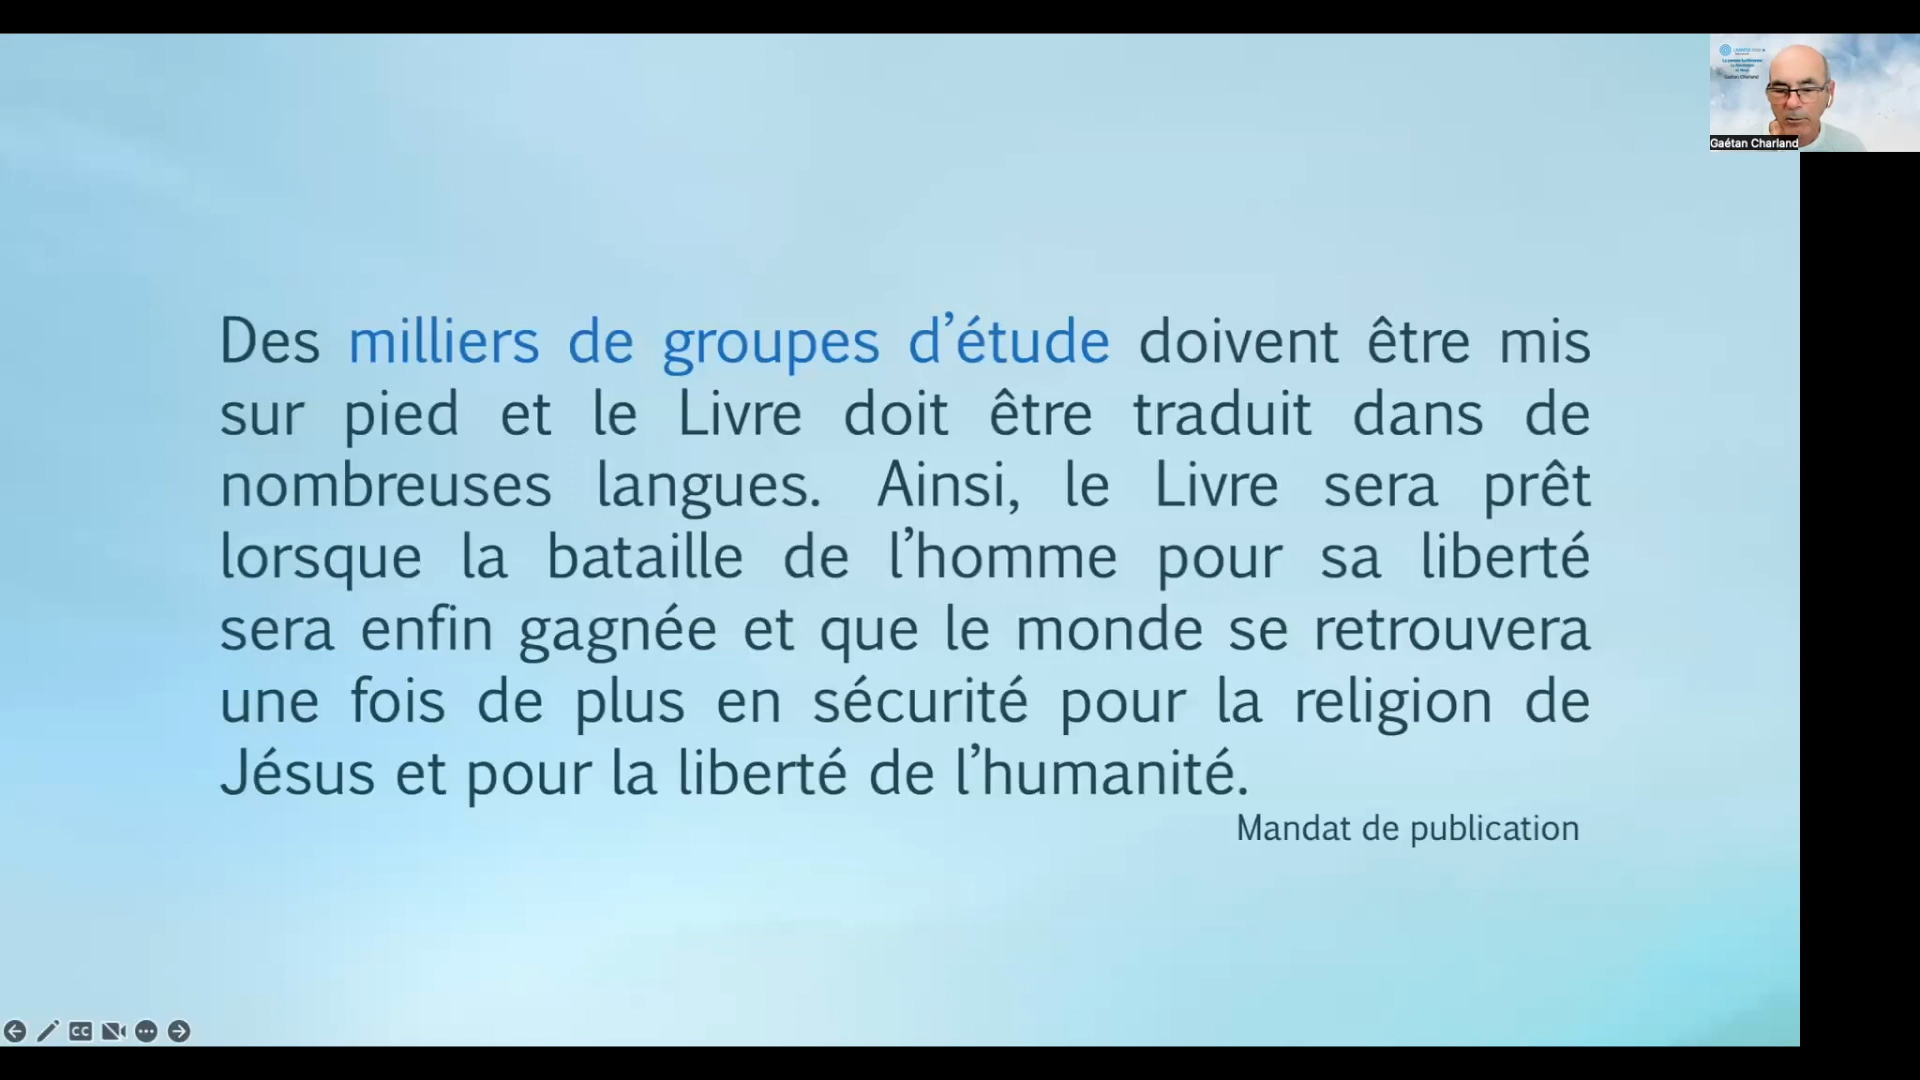 Des milliers de groupes d’étude doivent être mis
sur pied et le Livre doit être traduit dans de
nombreuses langues. Ainsi, le Livre sera prêt
lorsque la bataille de l’homme pour sa liberté
sera enfin gagnée et que le monde se retrouvera
une fois de plus en sécurité pour la religion de
Jésus et pour la liberté de l’humanité.
Mandat de publication
Gaétan Charland
Gaétan Charland
CC